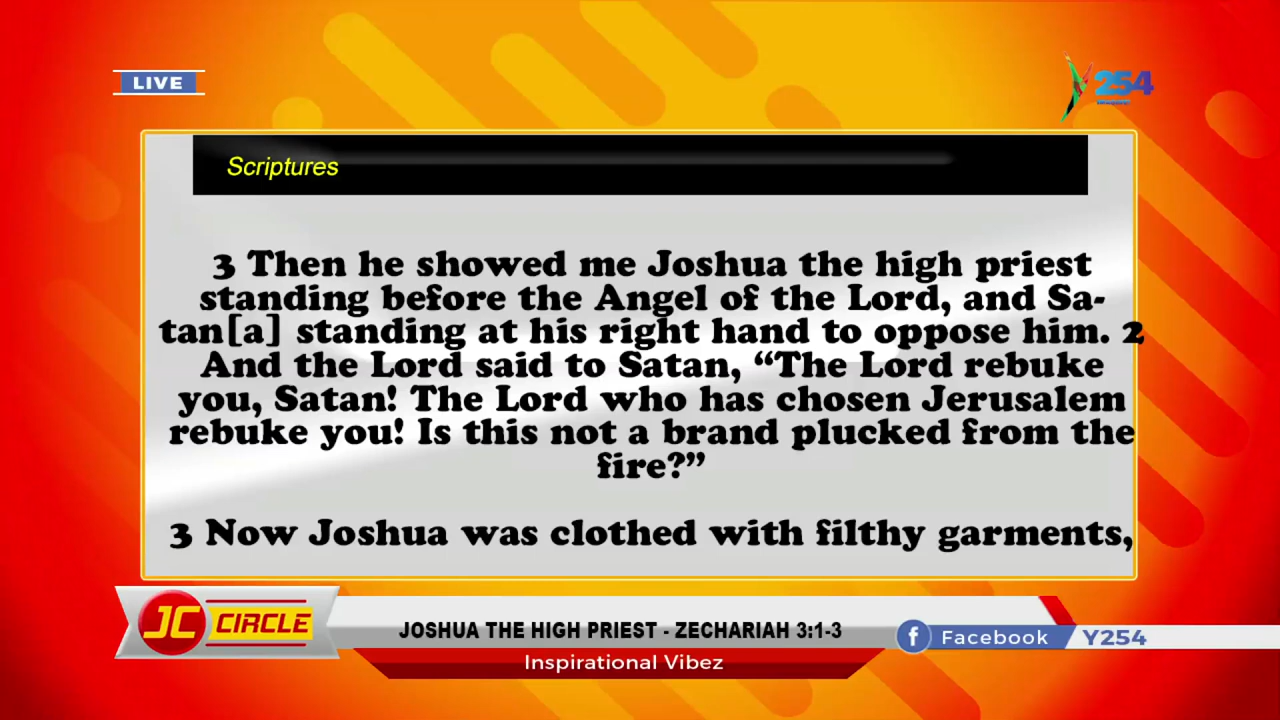 LIVE
254
Scriptures
3 Then he showed me Joshua the high priest
standing before the Angel of the Lord, and Sa-
tan[a] standing at his right hand to oppose him. 2
And the Lord said to Satan, “The Lord rebuke
you, Satan! The Lord who has chosen Jerusalem
rebuke you! Is this not a brand plucked from the
fire?”
3 Now Joshua was clothed with filthy garments,
JC CIRCLE
JOSHUA THE HIGH PRIEST - ZECHARIAH 3:1-3
f Facebook Y254
Inspirational Vibez